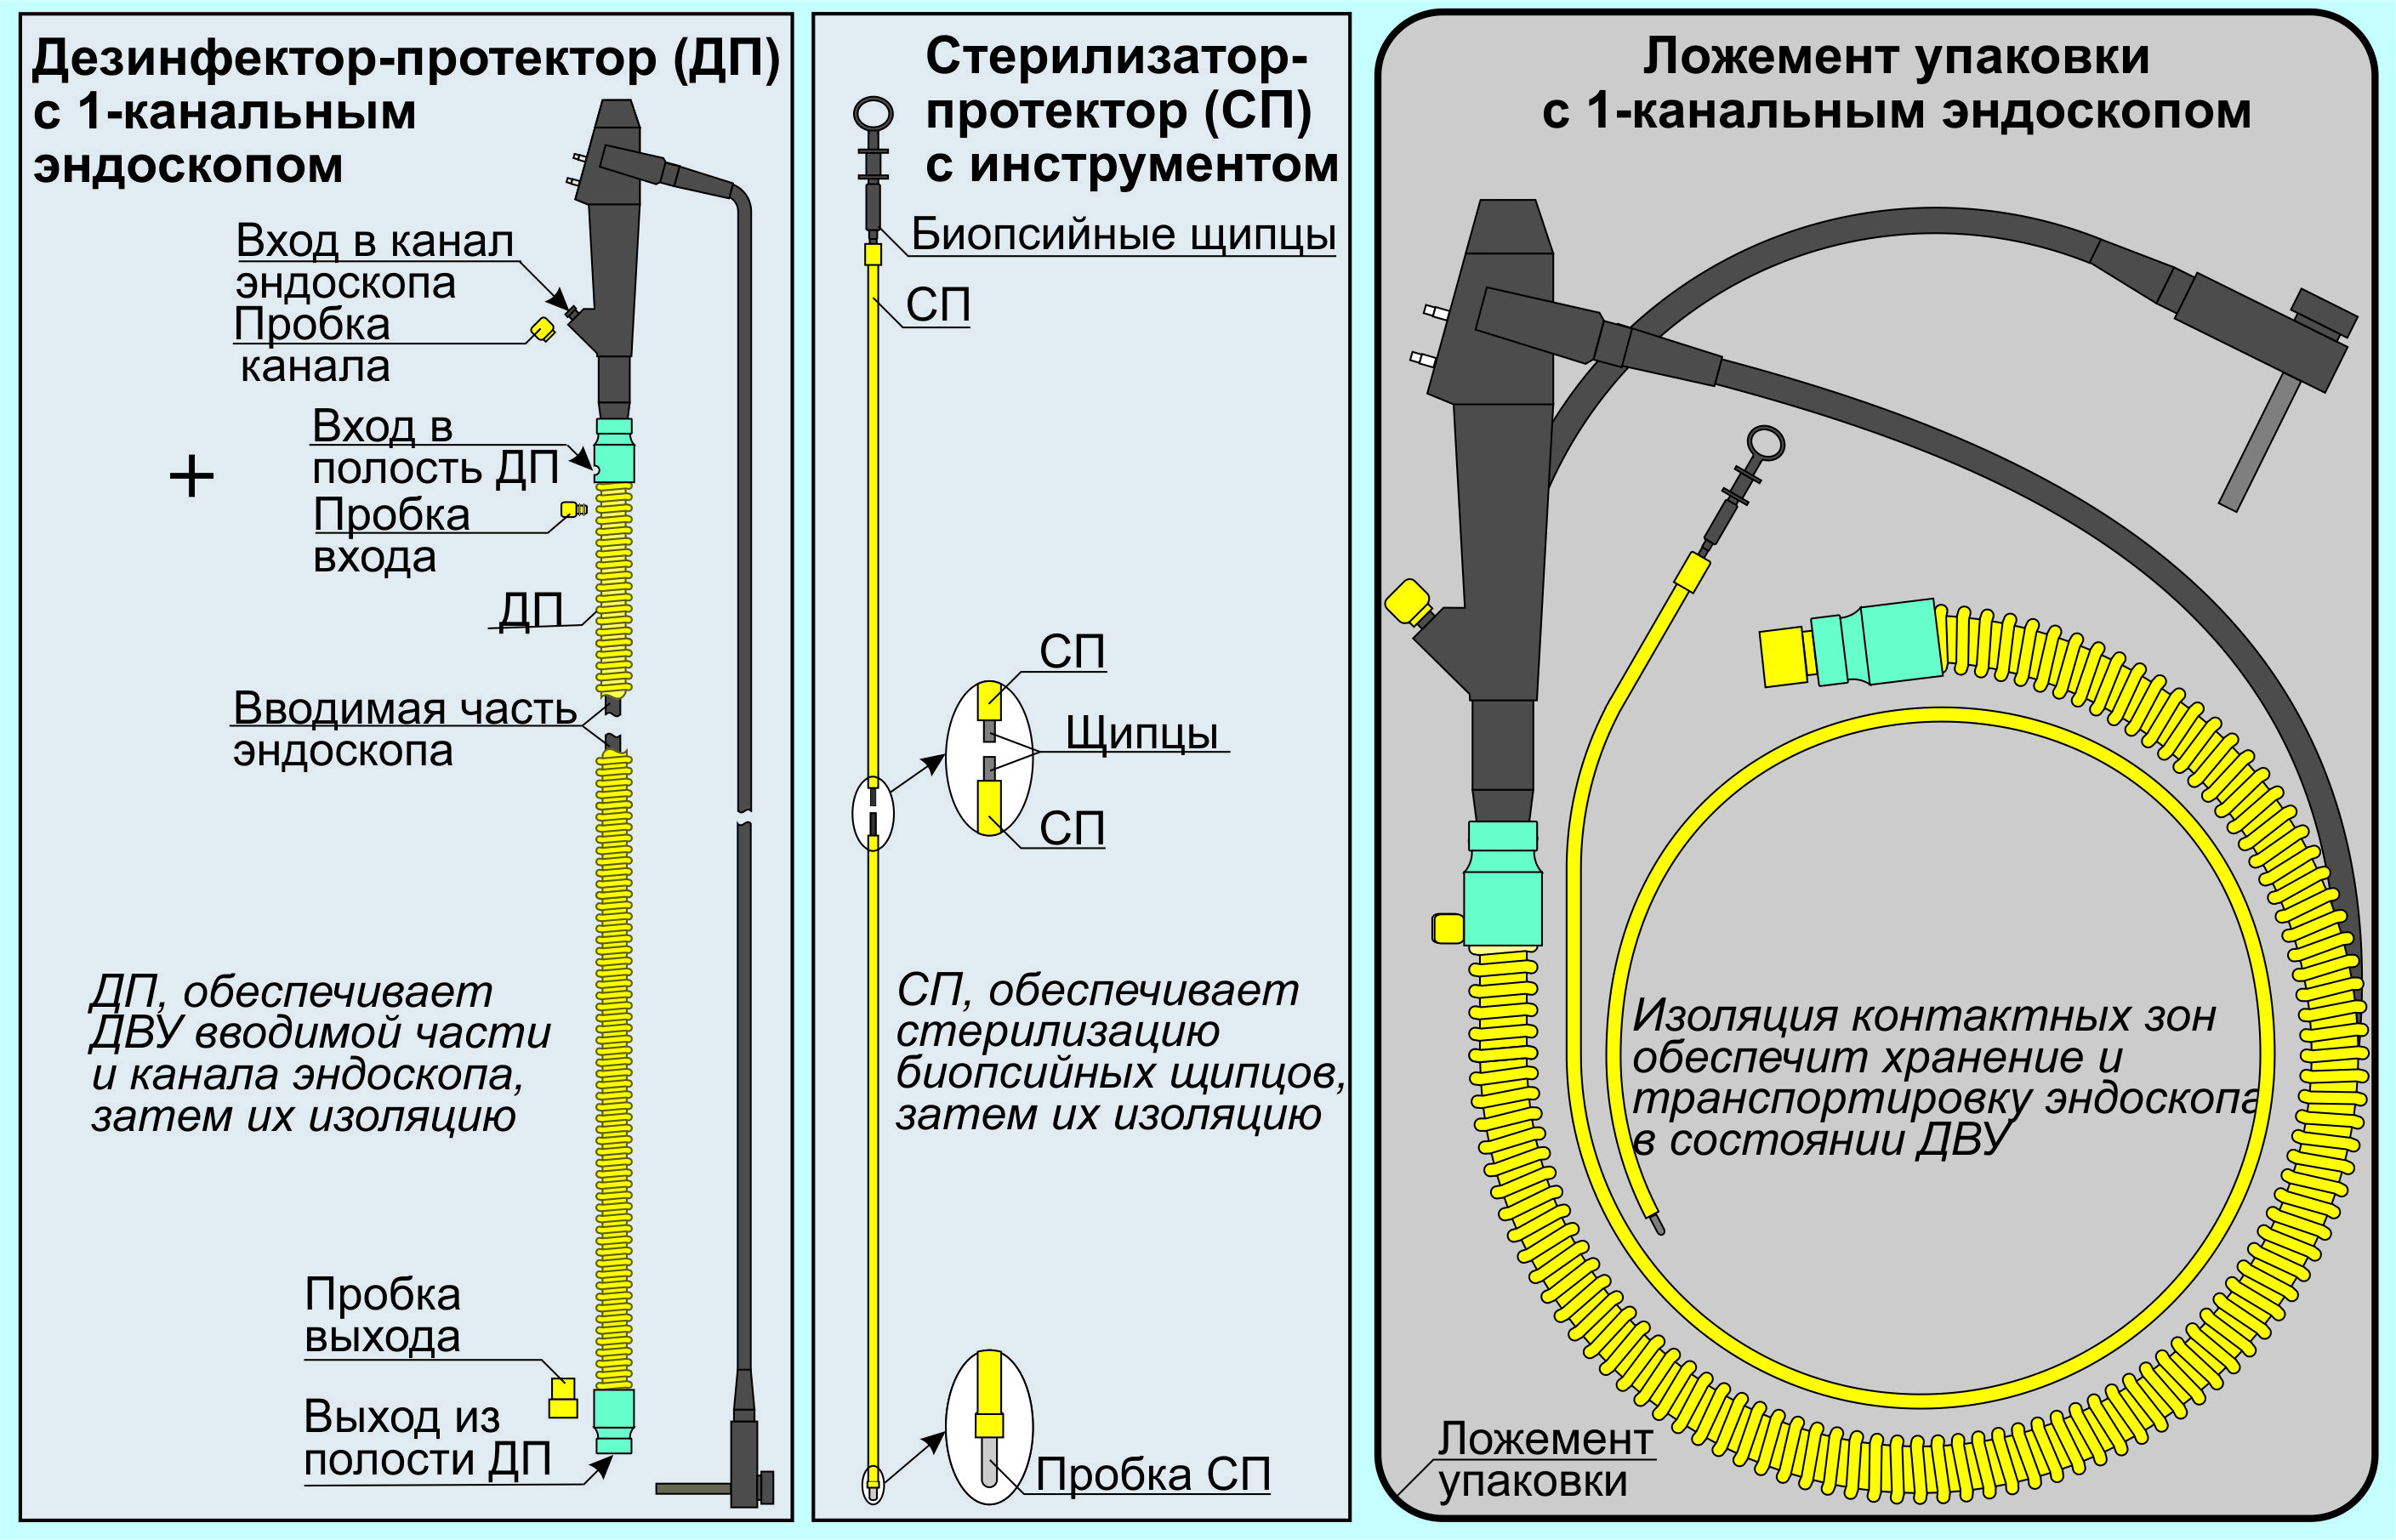 Дезинфектор-протектор (ДП)
с 1-канальным
эндоскопом
Вход в канал
эндоскопа
Пробка
канала
+
Вход в
полость ДП
Пробка
входа
ДП
Вводимая часть
эндоскопа
ДП, обеспечивает
ДВУ вводимой части
и канала эндоскопа,
затем их изоляцию
Пробка
выхода
Выход из
полости ДП
Стерилизатор-
протектор (СП)
с инструментом
Биопсийные щипцы
СП
СП
Щипцы
СП
СП, обеспечивает
стерилизацию
биопсийных щипцов,
затем их изоляцию
Пробка СП
Ложемент упаковки
с 1-канальным эндоскопом
Изоляция контактных зон
обеспечит хранение и
транспортировку эндоскопа
в состоянии ДВУ
Ложемент
упаковки